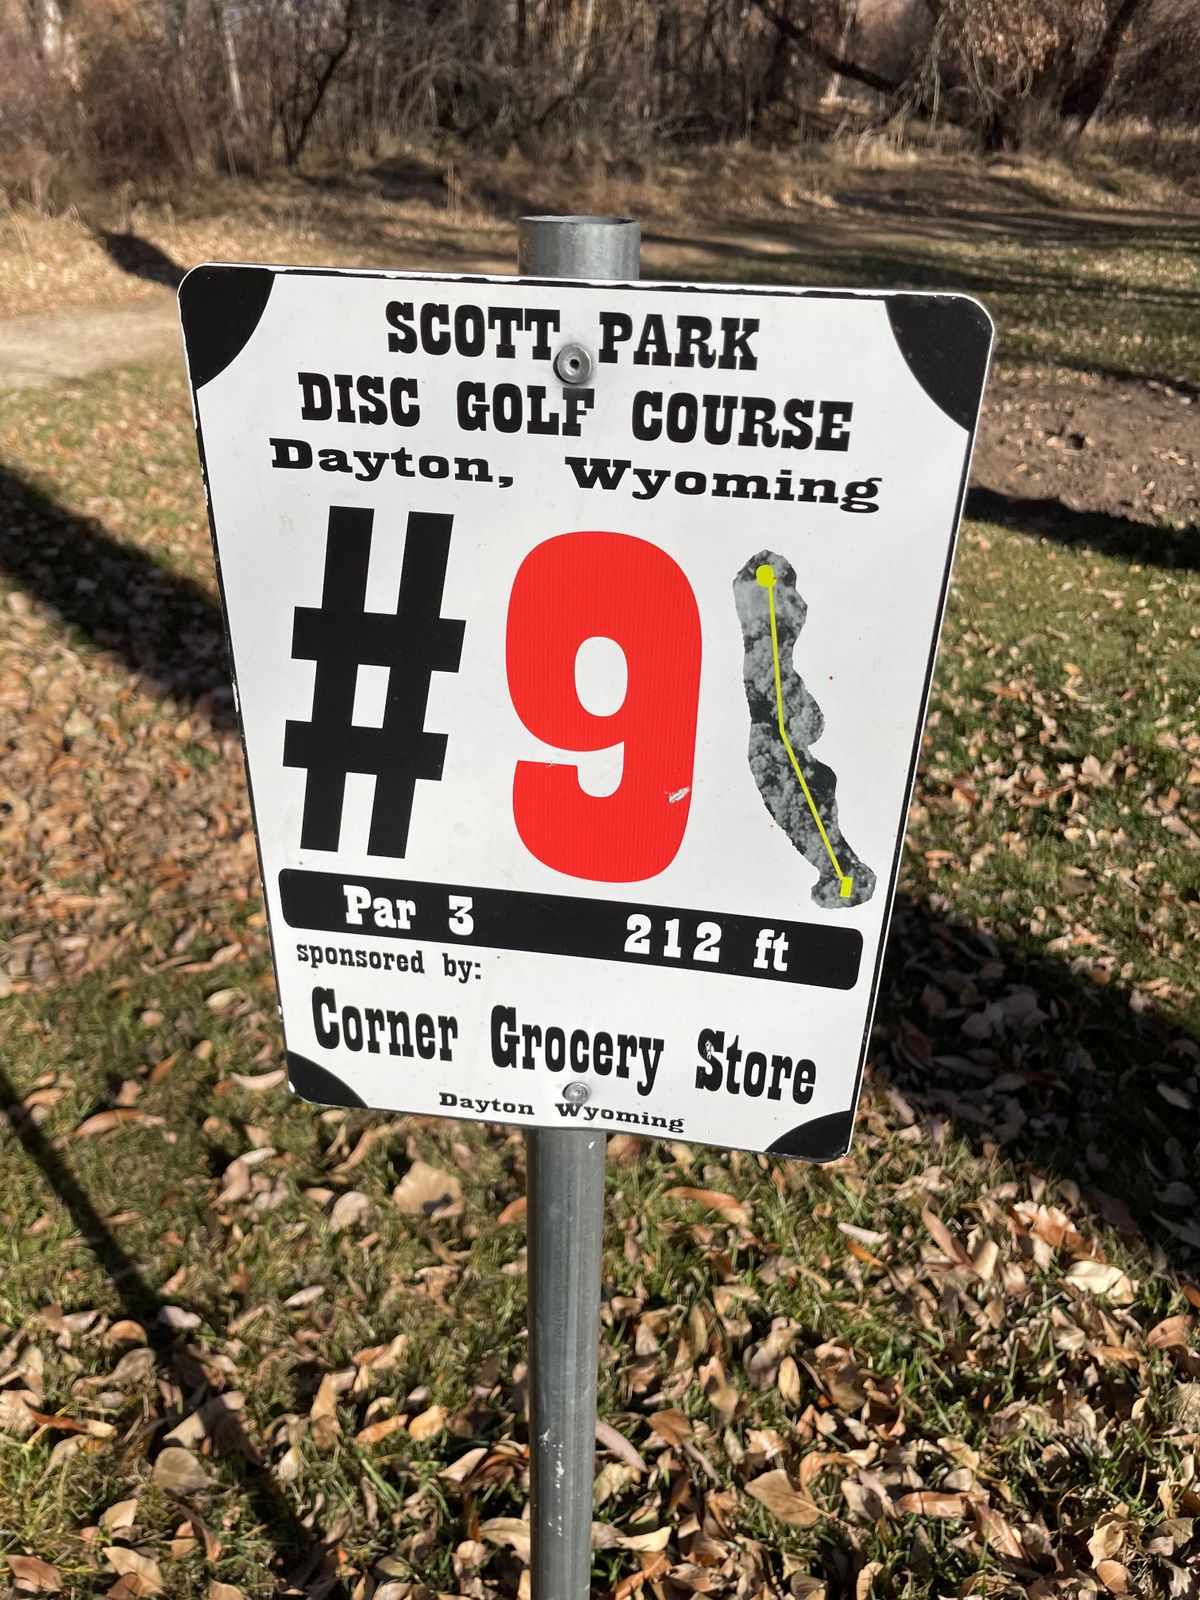 SCOTT PARK
DISC GOLF COURSE
Dayton, Wyoming
#9
Par 3 212 ft
sponsored by:
Corner Grocery Store
Dayton Wyoming